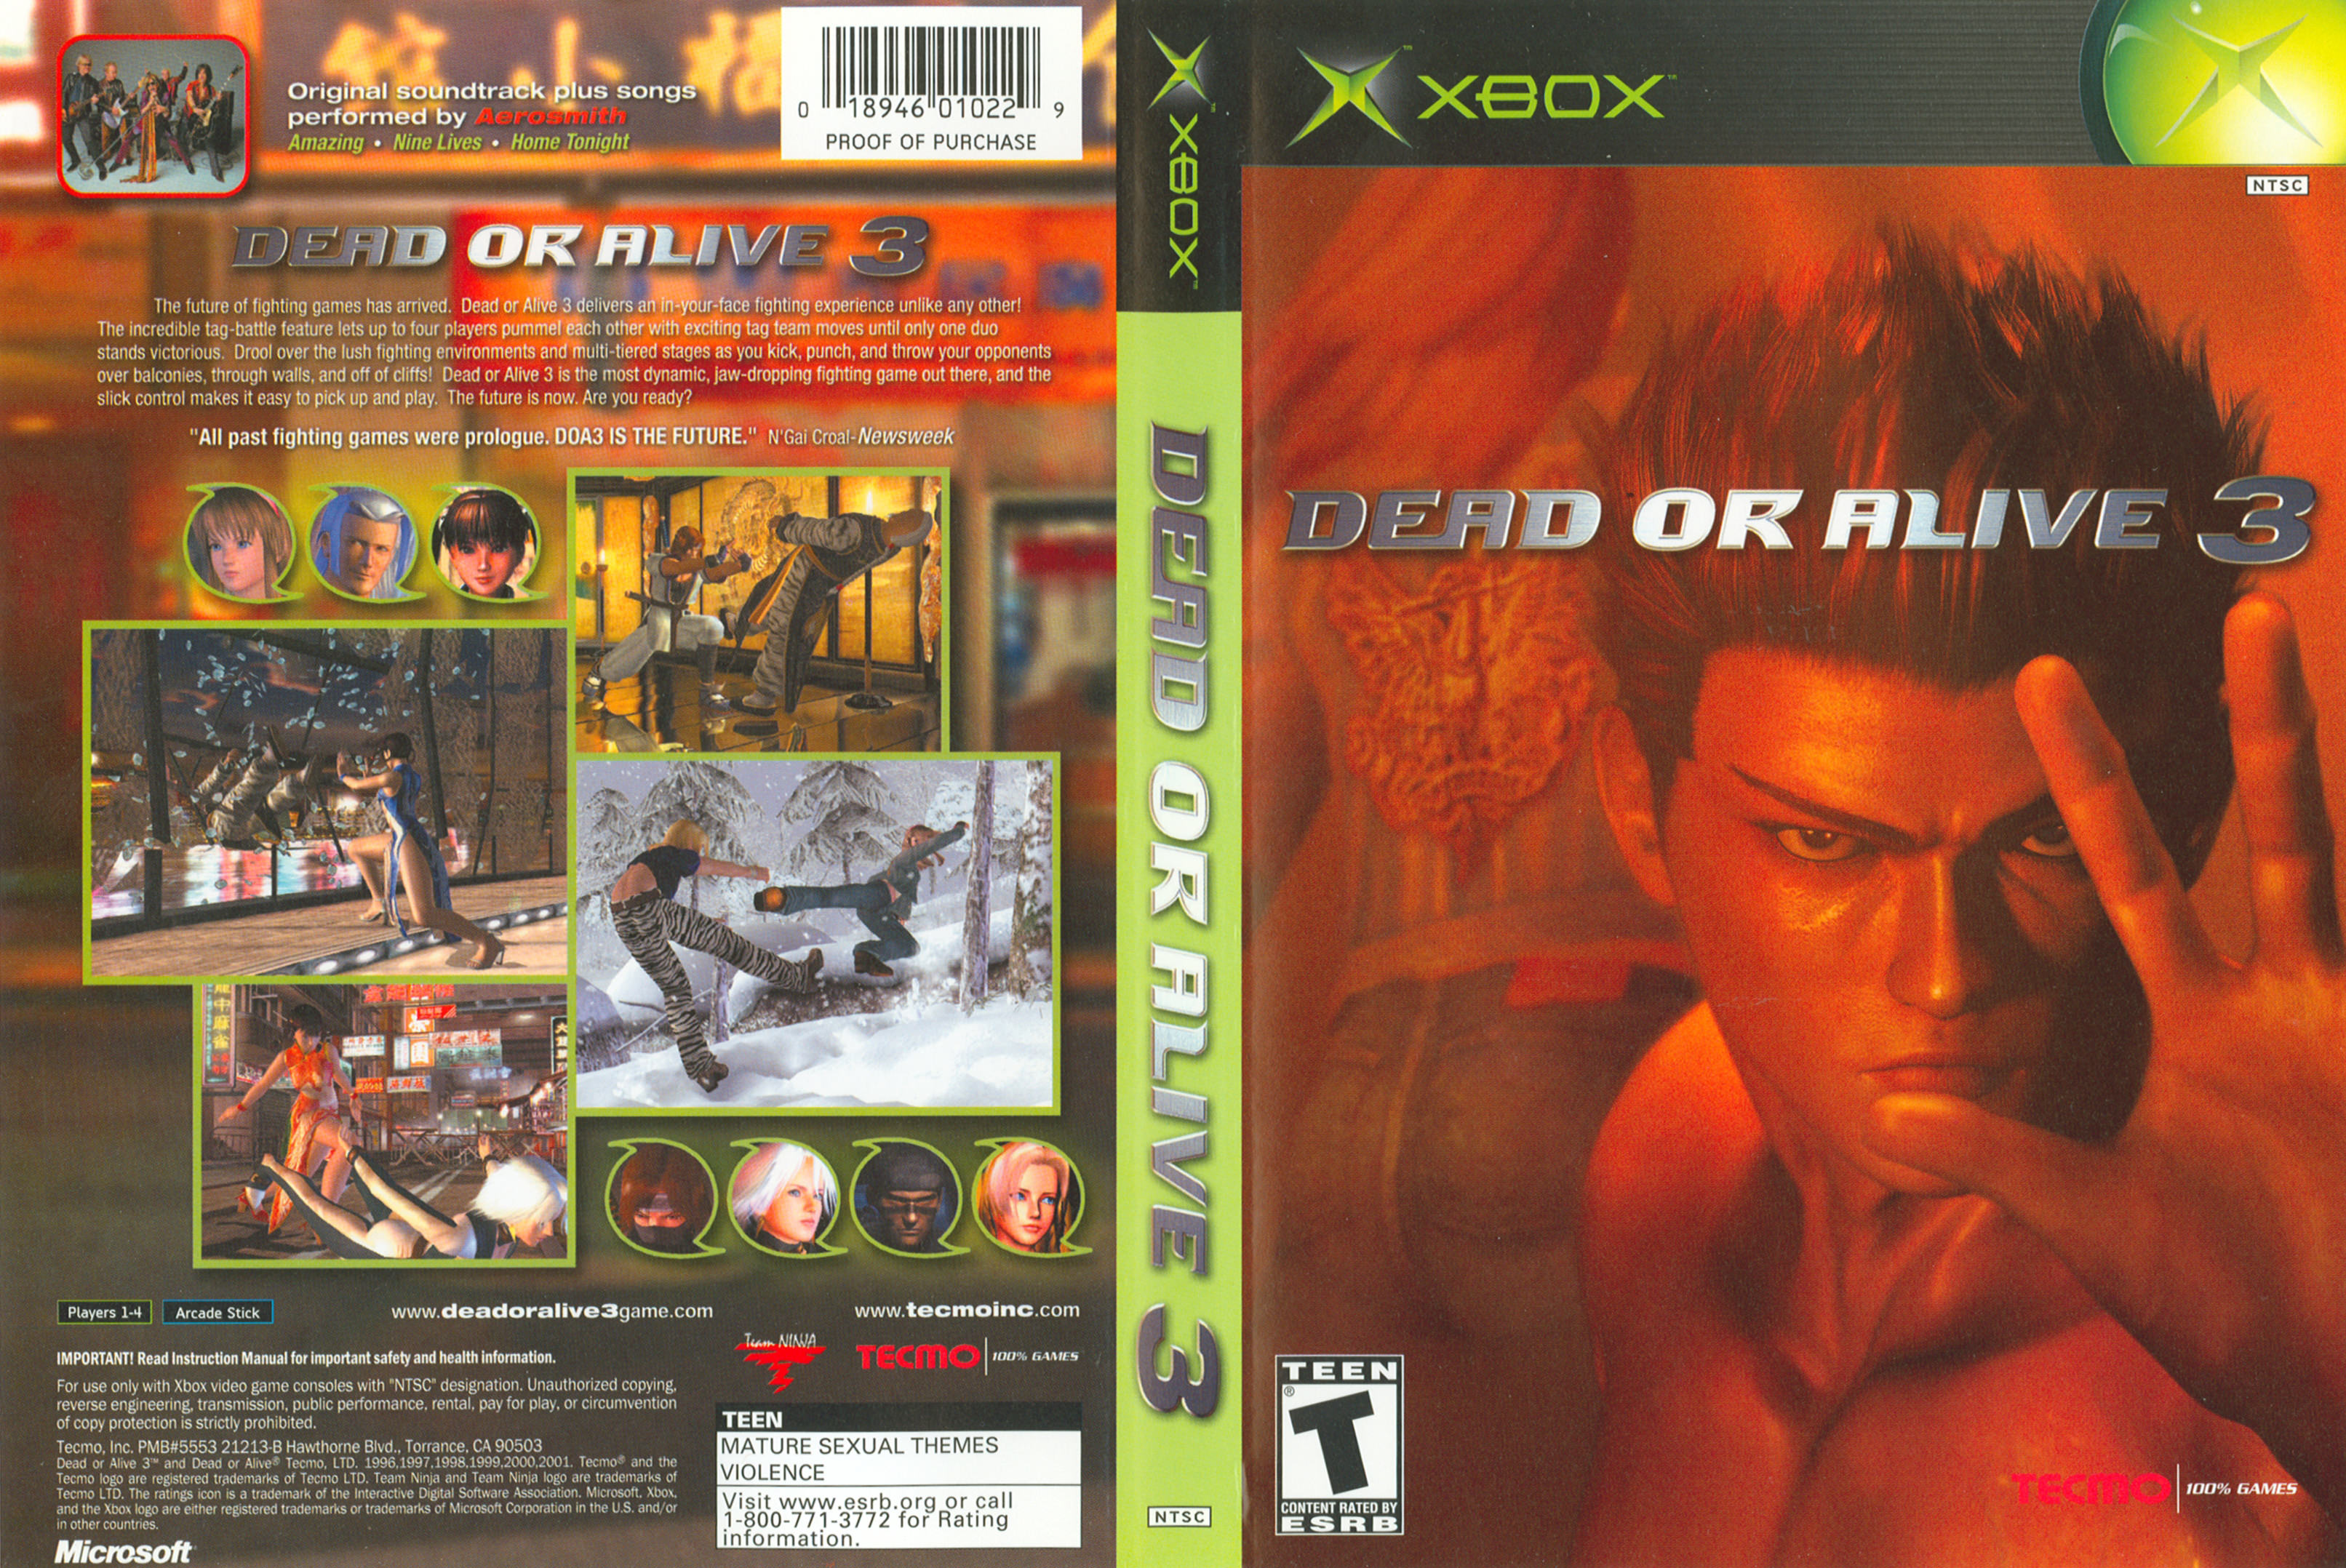 Original soundtrack plus songs
performed by Aerosmith
Amazing • Nine Lives • Home Tonight
0 18946 01022 9
PROOF OF PURCHASE
DEAD OR ALIVE 3
The future of fighting games has arrived. Dead or Alive 3 delivers an in-your-face fighting experience unlike any other!
The incredible tag-battle feature lets up to four players pummel each other with exciting tag team moves until only one duo
stands victorious. Drool over the lush fighting environments and multi-tiered stages as you kick, punch, and throw your opponents
over balconies, through walls, and off of cliffs! Dead or Alive 3 is the most dynamic, jaw-dropping fighting game out there, and the
slick control makes it easy to pick up and play. The future is now. Are you ready?
"All past fighting games were prologue. DOA3 IS THE FUTURE." N'Gai Croal-Newsweek
Players 1-4
Arcade Stick
www.deadoralive3game.com
www.tecmoinc.com
IMPORTANT! Read Instruction Manual for important safety and health information.
For use only with Xbox video game consoles with "NTSC" designation. Unauthorized copying,
reverse engineering, transmission, public performance, rental, pay for play, or circumvention
of copy protection is strictly prohibited.
Tecmo, Inc. PMB#5553 21213-B Hawthorne Blvd., Torrance, CA 90503
Dead or Alive 3™ and Dead or Alive® Tecmo, LTD. 1996,1997,1998,1999,2000,2001. Tecmo® and the
Tecmo logo are registered trademarks of Tecmo LTD. Team Ninja and Team Ninja logo are trademarks of
Tecmo LTD. The ratings icon is a trademark of the Interactive Digital Software Association. Microsoft, Xbox,
and the Xbox logo are either registered trademarks or trademarks of Microsoft Corporation in the U.S. and/or
in other countries.
Microsoft
Team NINJA
TECMO 100% GAMES
TEEN
MATURE SEXUAL THEMES
VIOLENCE
Visit www.esrb.org or call
1-800-771-3772 for Rating
information.
XBOX™
DEAD OR ALIVE 3
NTSC
XBOX™
NTSC
DEAD OR ALIVE 3
TEEN
T
®
CONTENT RATED BY
ESRB
TECMO 100% GAMES